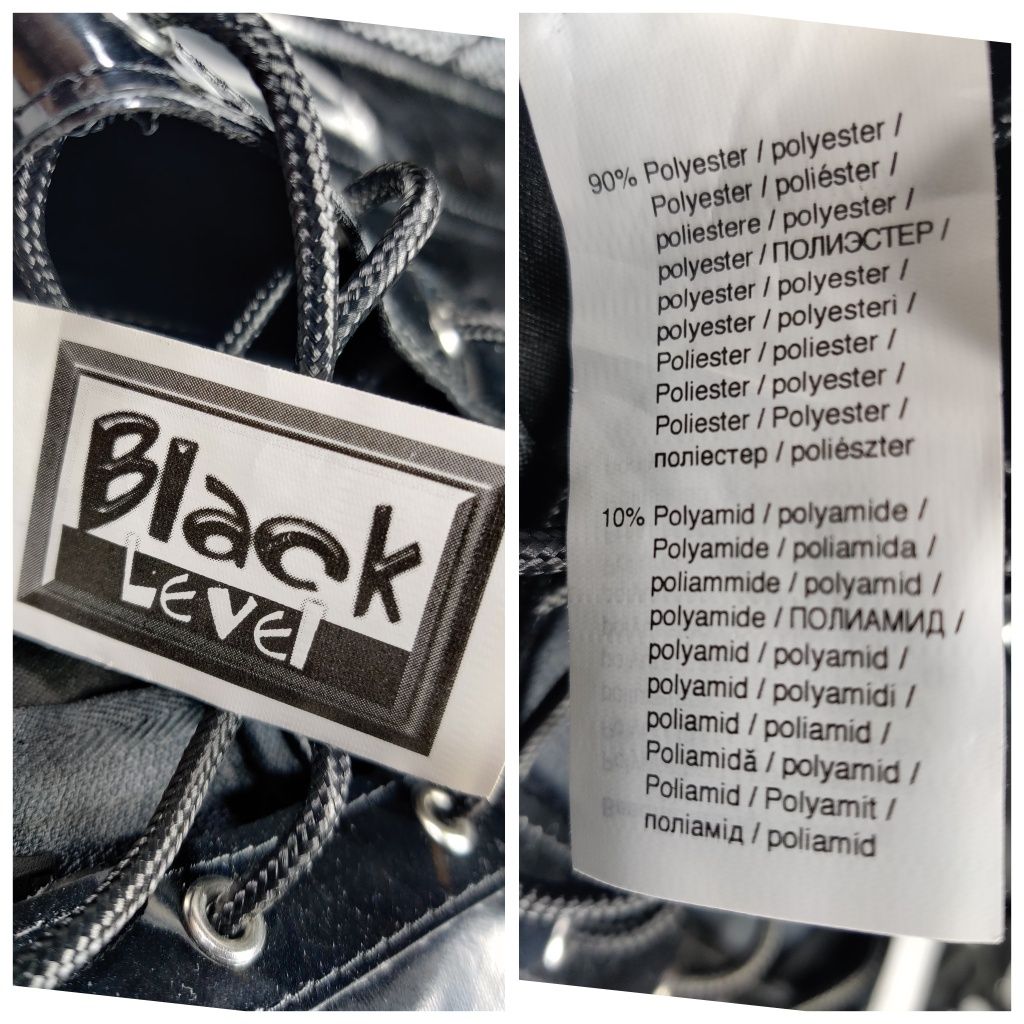 Black
Level
90% Polyester / polyester /
Polyester / poliéster /
poliestere / polyester /
polyester / ПОЛИЭСТЕР /
polyester / polyester /
polyester / polyesteri /
Poliester / poliester /
Poliester / polyester /
Poliester / Polyester /
поліестер / poliészter
10% Polyamid / polyamide /
Polyamide / poliamida /
poliammide / polyamid /
polyamide / ПОЛИАМИД /
polyamid / polyamid /
polyamid / polyamidi /
poliamid / poliamid /
Poliamidă / polyamid /
Poliamid / Polyamit /
поліамід / poliamid